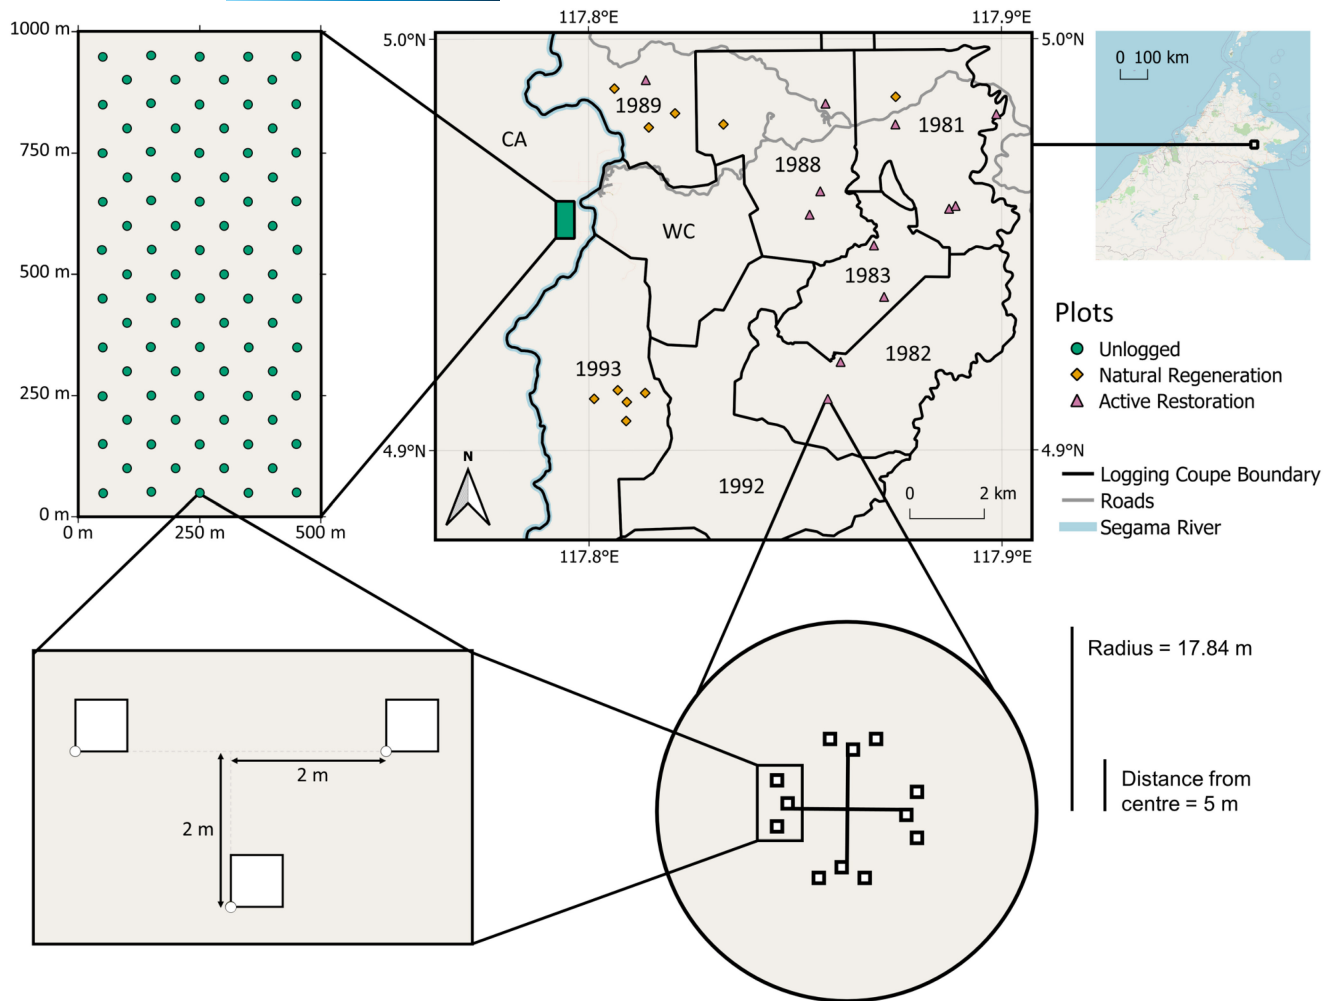 1000 m
750 m
500 m
250 m
0 m
0 m
250 m
500 m
117.8°E
117.9°E
5.0°N
5.0°N
CA
1989
1988
1981
WC
1983
1982
1993
1992
4.9°N
4.9°N
N
0
2 km
117.8°E
117.9°E
0 100 km
Plots
Unlogged
Natural Regeneration
Active Restoration
Logging Coupe Boundary
Roads
Segama River
2 m
2 m
Radius = 17.84 m
Distance from
centre = 5 m